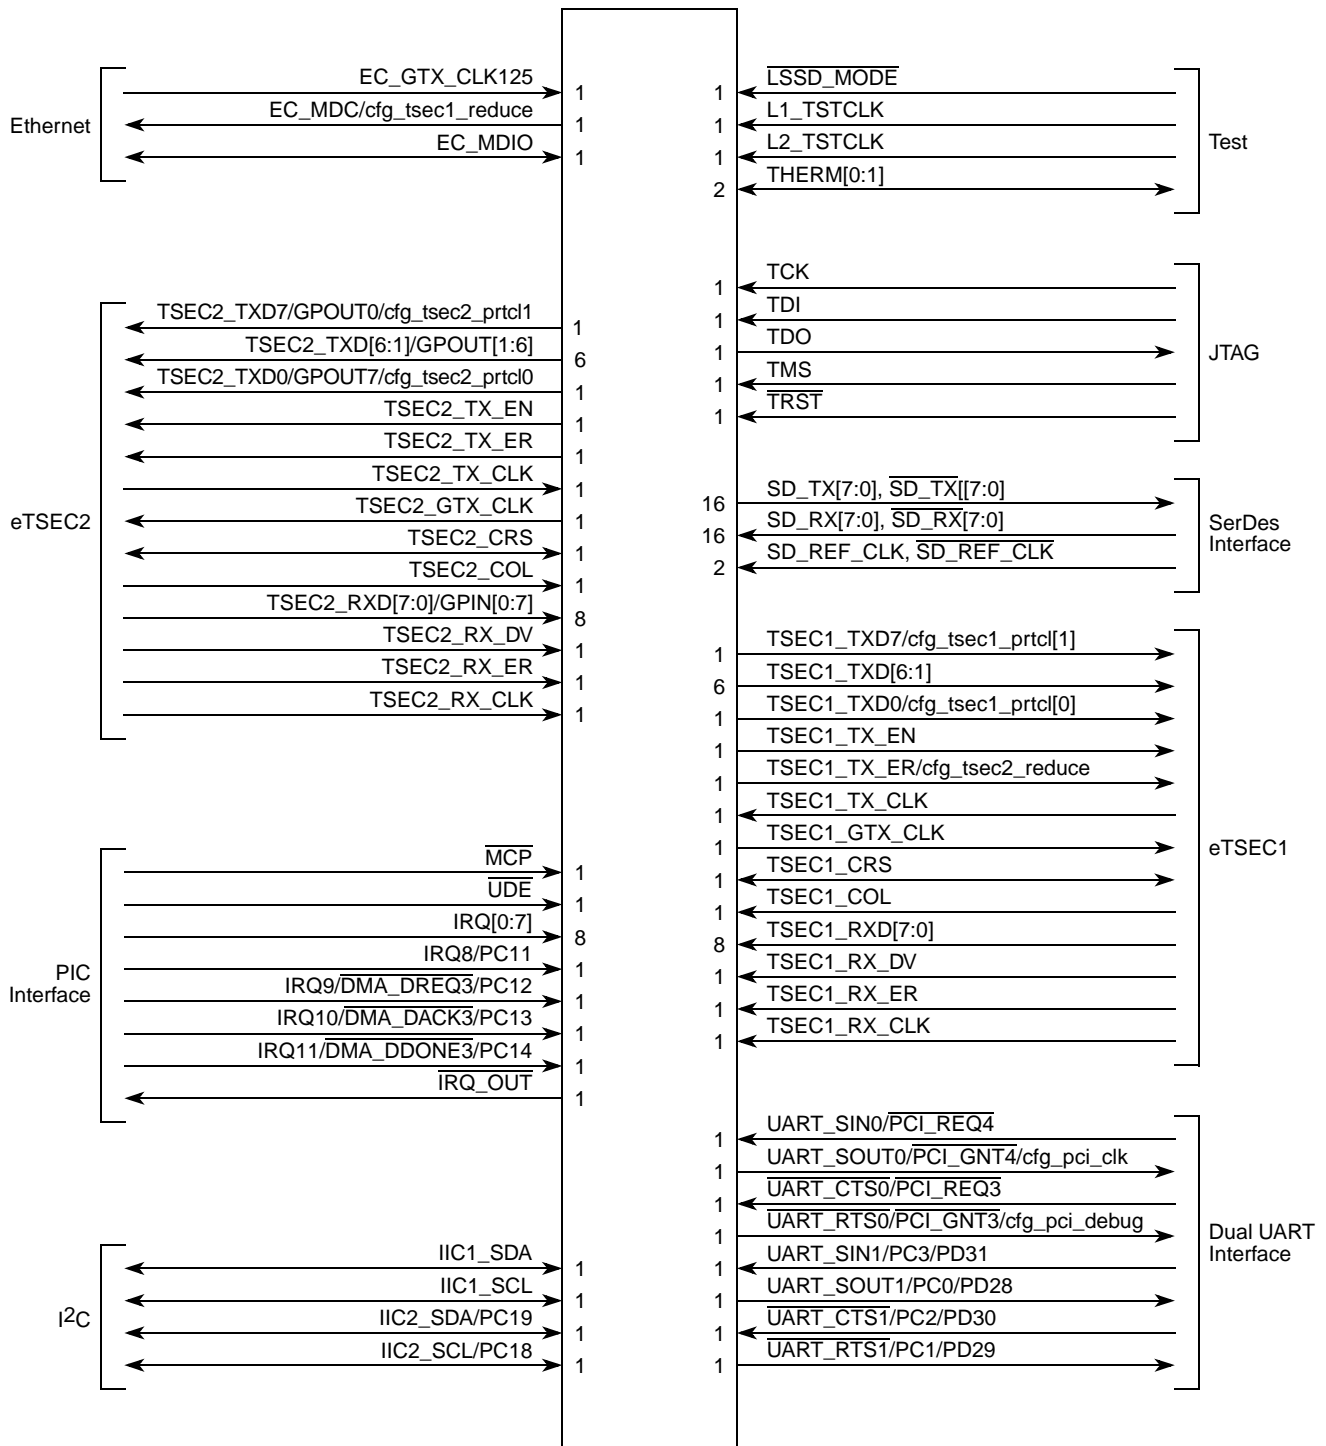 Ethernet
EC_GTX_CLK125 1
EC_MDC/cfg_tsec1_reduce 1
EC_MDIO 1
eTSEC2
TSEC2_TXD7/GPOUT0/cfg_tsec2_prtcl1 1
TSEC2_TXD[6:1]/GPOUT[1:6] 6
TSEC2_TXD0/GPOUT7/cfg_tsec2_prtcl0 1
TSEC2_TX_EN 1
TSEC2_TX_ER 1
TSEC2_TX_CLK 1
TSEC2_GTX_CLK 1
TSEC2_CRS 1
TSEC2_COL 1
TSEC2_RXD[7:0]/GPIN[0:7] 8
TSEC2_RX_DV 1
TSEC2_RX_ER 1
TSEC2_RX_CLK 1
PIC
Interface
MCP 1
UDE 1
IRQ[0:7] 8
IRQ8/PC11 1
IRQ9/DMA_DREQ3/PC12 1
IRQ10/DMA_DACK3/PC13 1
IRQ11/DMA_DDONE3/PC14 1
IRQ_OUT 1
I2C
IIC1_SDA 1
IIC1_SCL 1
IIC2_SDA/PC19 1
IIC2_SCL/PC18 1
1 LSSD_MODE
1 L1_TSTCLK
1 L2_TSTCLK
2 THERM[0:1]
Test
1 TCK
1 TDI
1 TDO
1 TMS
1 TRST
JTAG
16 SD_TX[7:0], SD_TX[[7:0]
16 SD_RX[7:0], SD_RX[7:0]
2 SD_REF_CLK, SD_REF_CLK
SerDes
Interface
1 TSEC1_TXD7/cfg_tsec1_prtcl[1]
6 TSEC1_TXD[6:1]
1 TSEC1_TXD0/cfg_tsec1_prtcl[0]
1 TSEC1_TX_EN
1 TSEC1_TX_ER/cfg_tsec2_reduce
1 TSEC1_TX_CLK
1 TSEC1_GTX_CLK
1 TSEC1_CRS
1 TSEC1_COL
8 TSEC1_RXD[7:0]
1 TSEC1_RX_DV
1 TSEC1_RX_ER
1 TSEC1_RX_CLK
eTSEC1
1 UART_SIN0/PCI_REQ4
1 UART_SOUT0/PCI_GNT4/cfg_pci_clk
1 UART_CTS0/PCI_REQ3
1 UART_RTS0/PCI_GNT3/cfg_pci_debug
1 UART_SIN1/PC3/PD31
1 UART_SOUT1/PC0/PD28
1 UART_CTS1/PC2/PD30
1 UART_RTS1/PC1/PD29
Dual UART
Interface